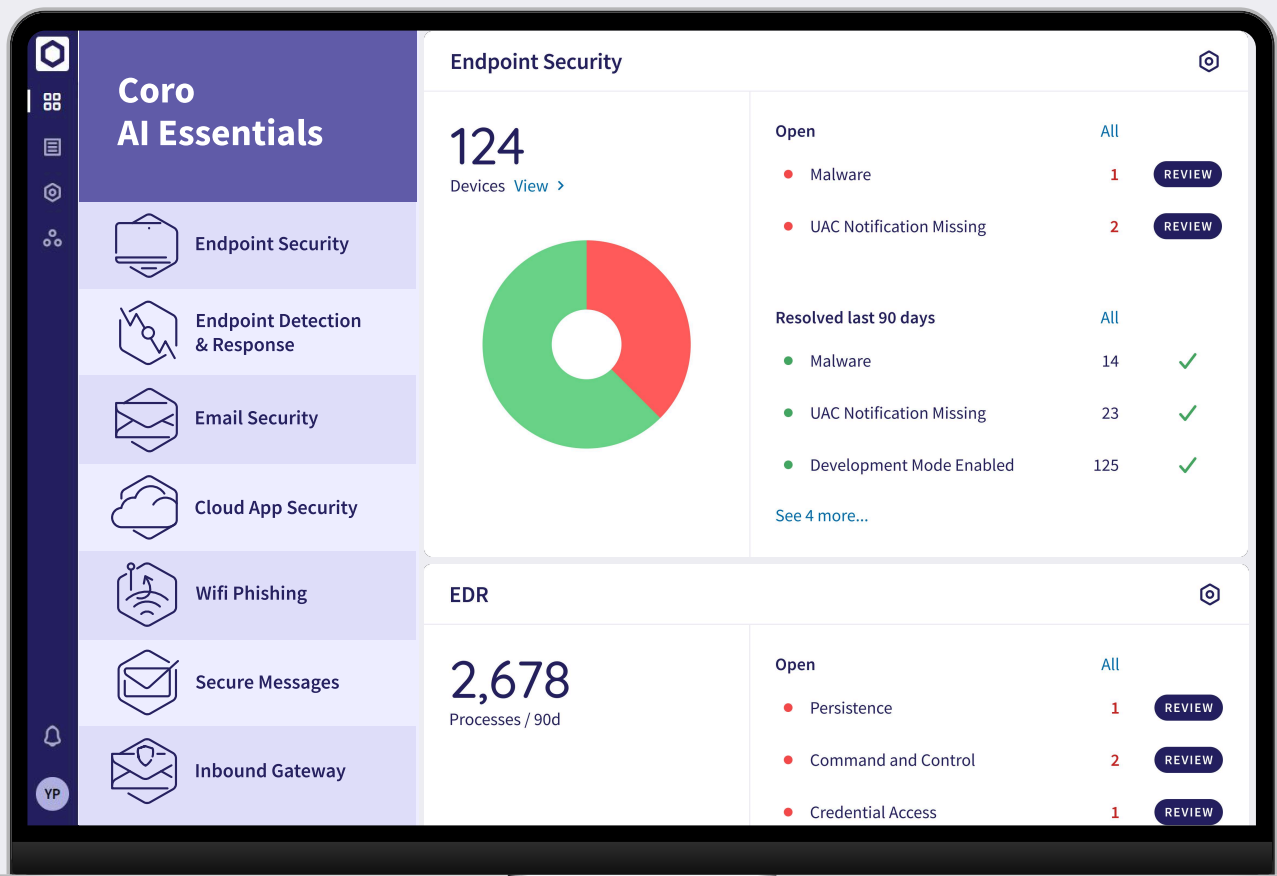 Coro
AI Essentials
Endpoint Security
Endpoint Detection
& Response
Email Security
Cloud App Security
Wifi Phishing
Secure Messages
Inbound Gateway
YP
Endpoint Security
124
Devices View >
Open All
Malware 1 REVIEW
UAC Notification Missing 2 REVIEW
Resolved last 90 days All
Malware 14
UAC Notification Missing 23
Development Mode Enabled 125
See 4 more...
EDR
2,678
Processes / 90d
Open All
Persistence 1 REVIEW
Command and Control 2 REVIEW
Credential Access 1 REVIEW